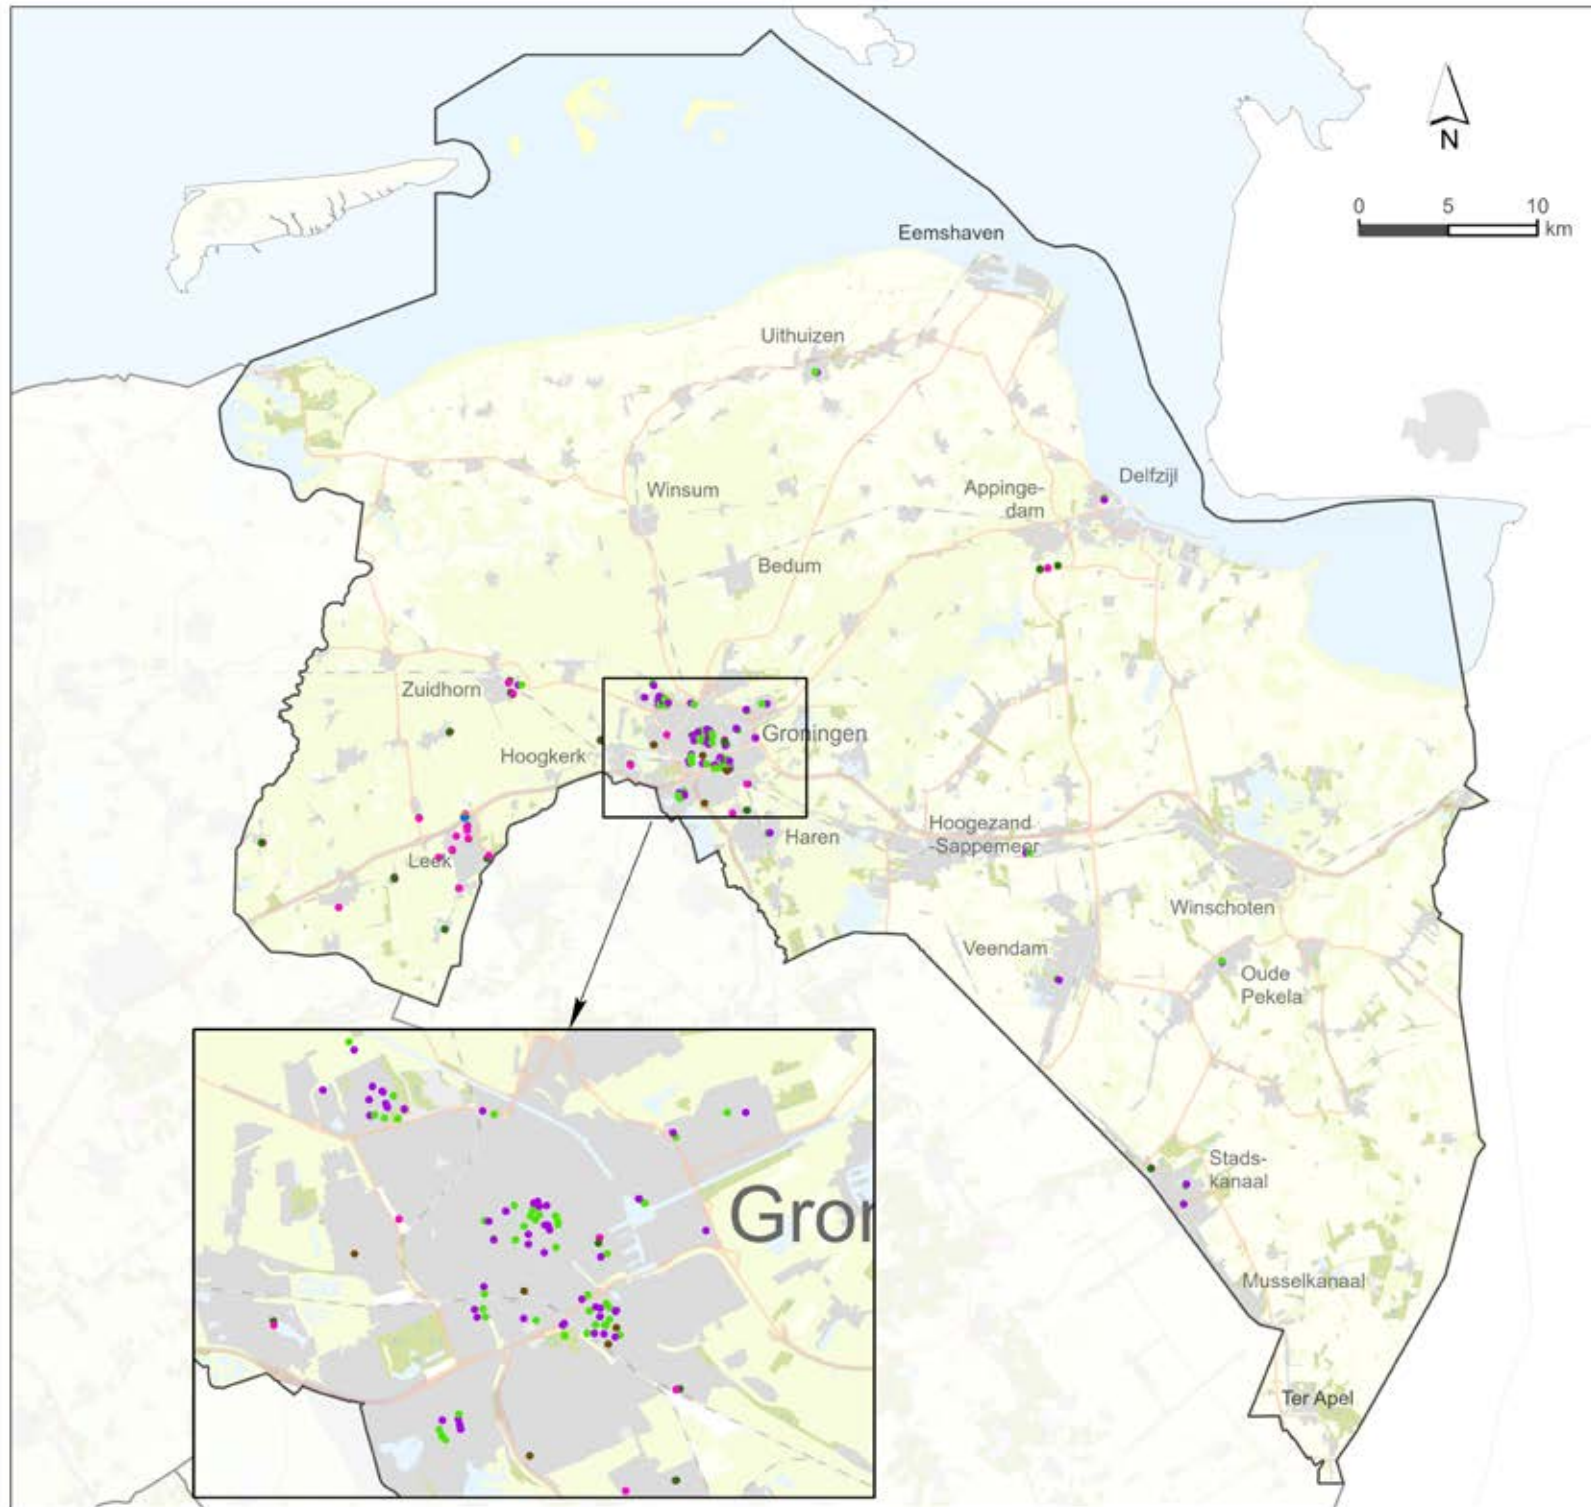 N
0 5 10
km
Eemshaven
Uithuizen
Winsum
Appinge-
dam
Delfzijl
Bedum
Zuidhorn
Hoogkerk
Groningen
Leek
Haren
Hoogezand
-Sappemeer
Winschoten
Veendam
Oude
Pekela
Stads-
kanaal
Musselkanaal
Ter Apel
Gror